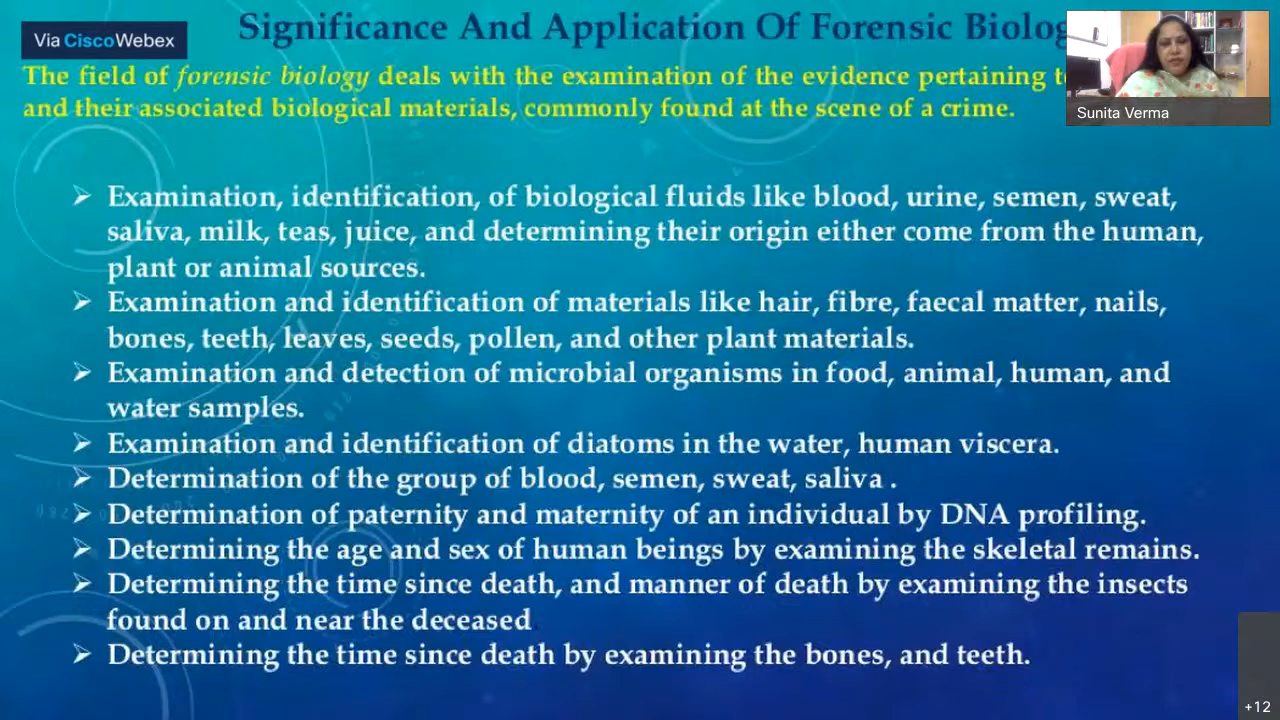 Significance And Application Of Forensic
Via Cisco Webex
The field of forensic biology deals with the examination of the evidence pertaining
and their associated biological materials, commonly found at the scene of a crime.
Sunita Verma
➢ Examination, identification, of biological fluids like blood, urine, semen, sweat,
saliva, milk, teas, juice, and determining their origin either come from the human,
plant or animal sources.
➢ Examination and identification of materials like hair, fibre, faecal matter, nails,
bones, teeth, leaves, seeds, pollen, and other plant materials.
➢ Examination and detection of microbial organisms in food, animal, human, and
water samples.
➢ Examination and identification of diatoms in the water, human viscera.
➢ Determination of the group of blood, semen, sweat, saliva .
➢ Determination of paternity and maternity of an individual by DNA profiling.
➢ Determining the age and sex of human beings by examining the skeletal remains.
➢ Determining the time since death, and manner of death by examining the insects
found on and near the deceased.
➢ Determining the time since death by examining the bones, and teeth.
+12